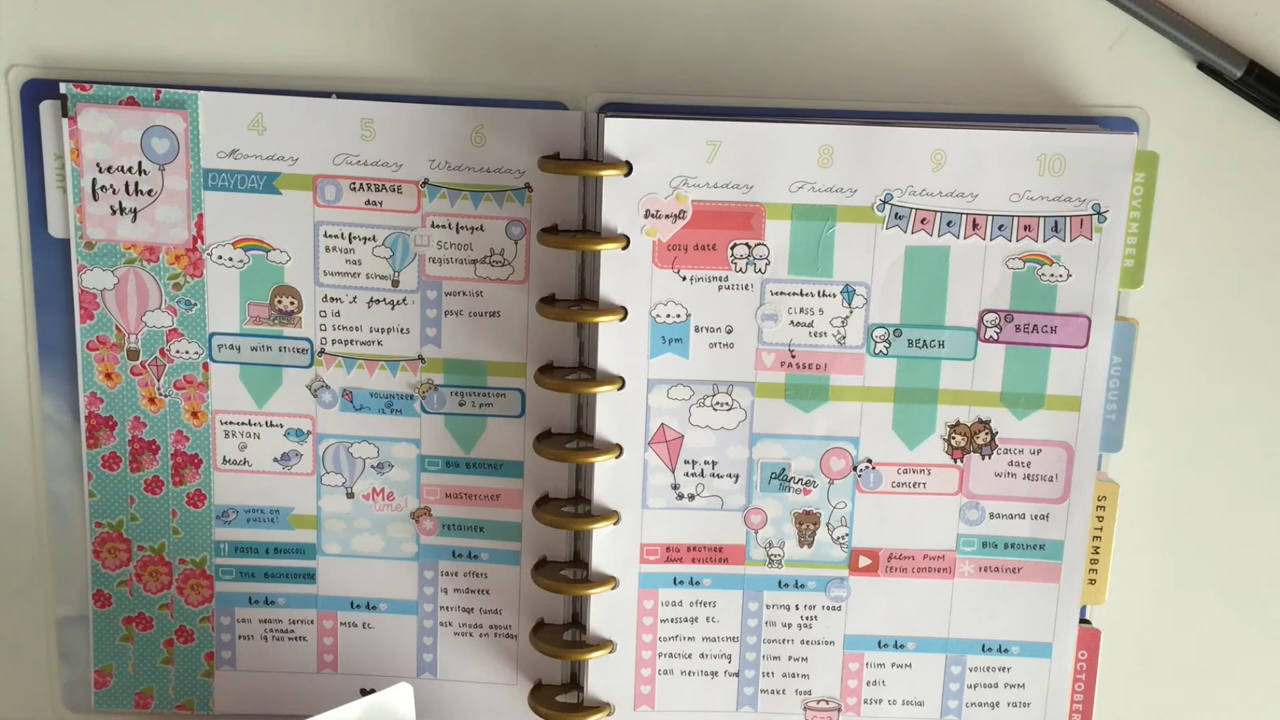 JULY
reach
for the
sky
4
Monday
PAYDAY
play with sticker
remember this
BRYAN
@
beach
work on
puzzle!
Pasta & Broccoli
The Bachelorette
to do
call Health Service
Canada
post ig full week
5
Tuesday
GARBAGE
day
don't forget
BRYAN
has
summer school
don't forget:
id
school supplies
paperwork
VOLUNTEER
@
12 PM
Me
time!
to do
MSG EC.
6
Wednesday
don't forget
SCHOOL
registration
worklist
psyc courses
registration
@ 2 pm
BIG BROTHER
MASTERCHEF
retainer
to do
save offers
ig midweek
heritage funds
ask Inoda about
work on Friday
7
Thursday
Date night
cozy date
finished
puzzle!
3pm
Bryan @
ORTHO
up, up
and away
BIG BROTHER
live eviction
to do
load offers
message EC.
confirm matches
practice driving
call heritage fund
8
Friday
remember this
CLASS 5
road
test
PASSED!
planner
time
to do
bring $ for road
test
fill up gas
concert decision
film PWM
set alarm
make food
9
Saturday
weekend!
BEACH
CALVIN'S
CONCERT
film PWM
(Erin Condren)
to do
film PWM
edit
RSVP to social
10
Sunday
BEACH
CATCH UP
date
with Jessica!
Banana Leaf
BIG BROTHER
retainer
to do
voiceover
upload PWM
change razor
NOVEMBER
AUGUST
SEPTEMBER
OCTOBER